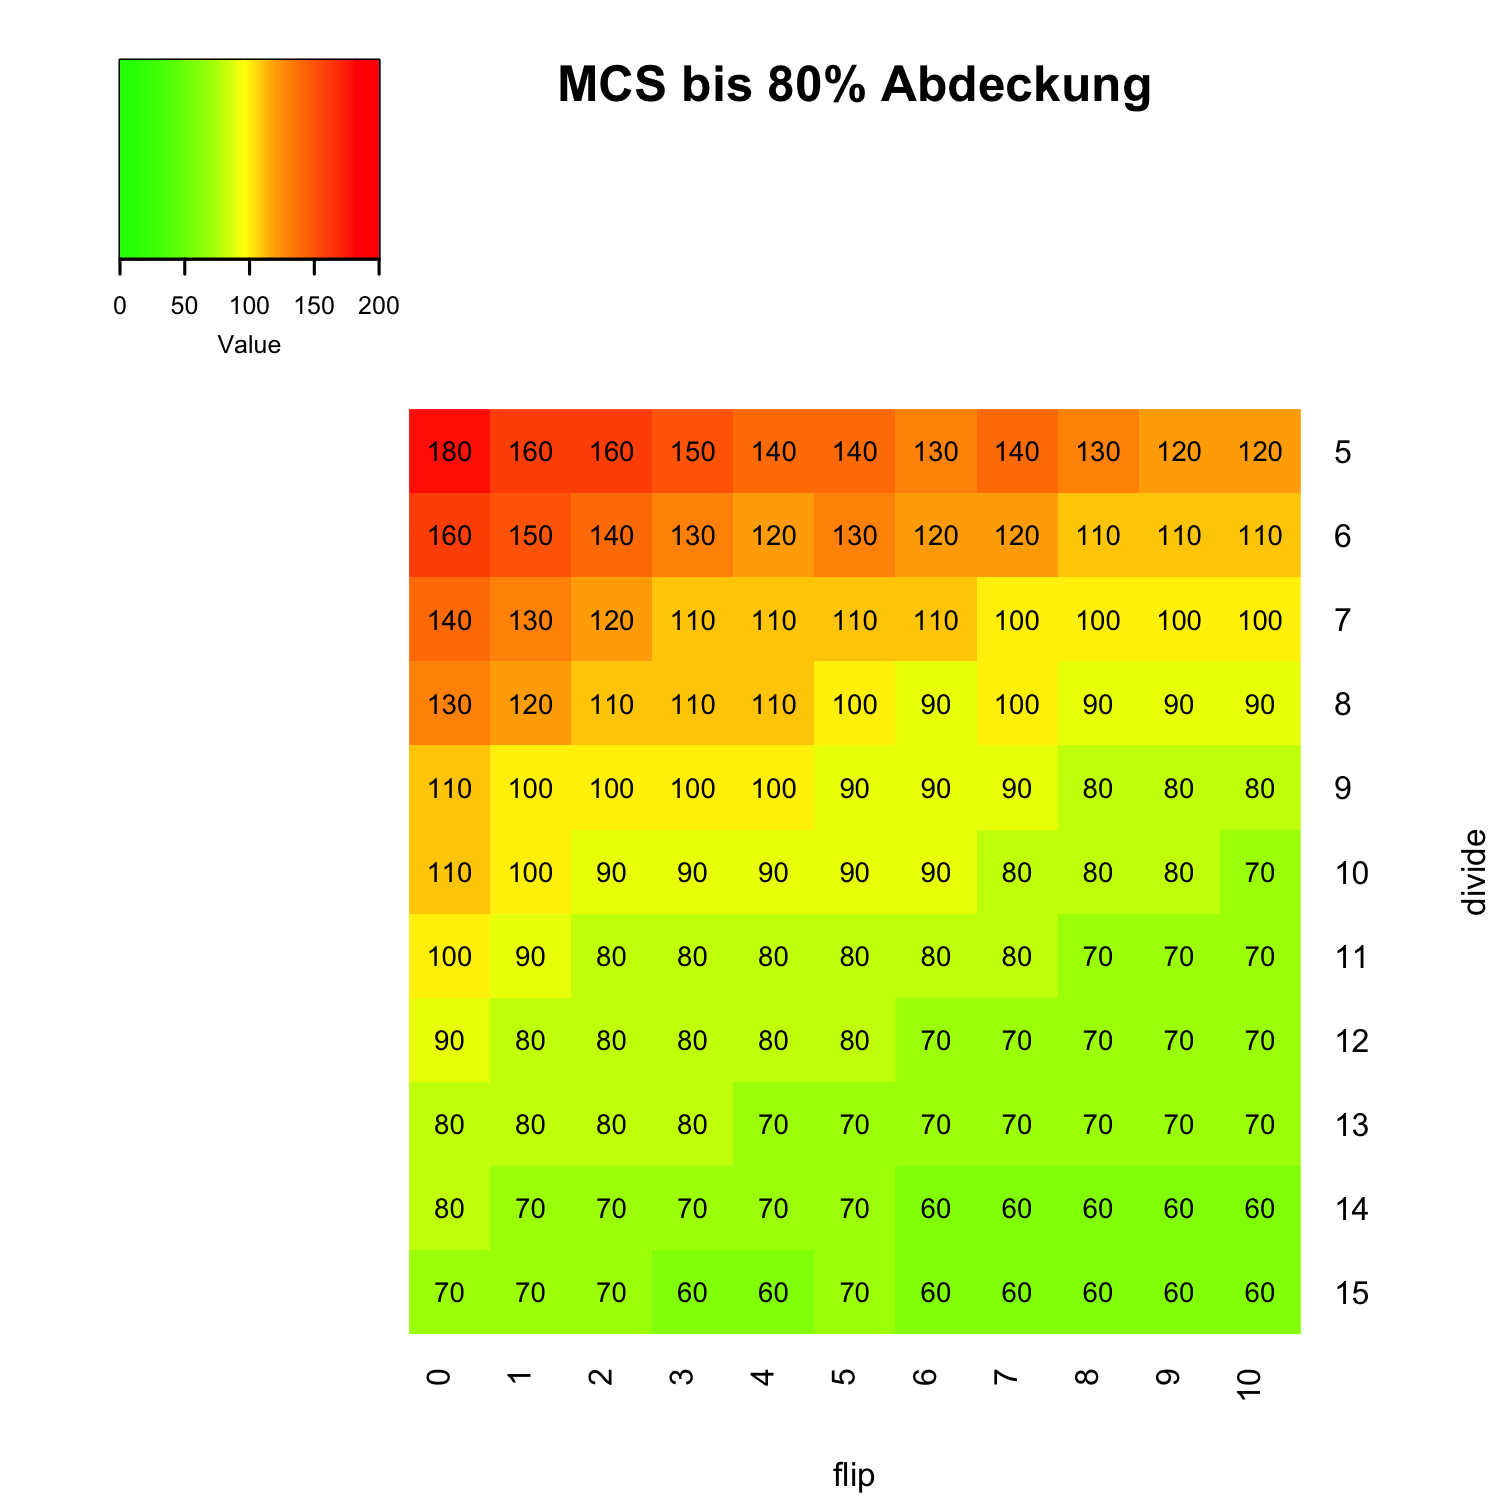 MCS bis 80% Abdeckung
0 50 100 150 200
Value
180 160 160 150 140 140 130 140 130 120 120 5
160 150 140 130 120 130 120 120 110 110 110 6
140 130 120 110 110 110 110 100 100 100 100 7
130 120 110 110 110 100 90 100 90 90 90 8
110 100 100 100 100 90 90 90 80 80 80 9
110 100 90 90 90 90 90 80 80 80 70 10
100 90 80 80 80 80 80 80 70 70 70 11
90 80 80 80 80 80 70 70 70 70 70 12
80 80 80 80 70 70 70 70 70 70 70 13
80 70 70 70 70 70 60 60 60 60 60 14
70 70 70 60 60 70 60 60 60 60 60 15
divide
0 1 2 3 4 5 6 7 8 9 10
flip